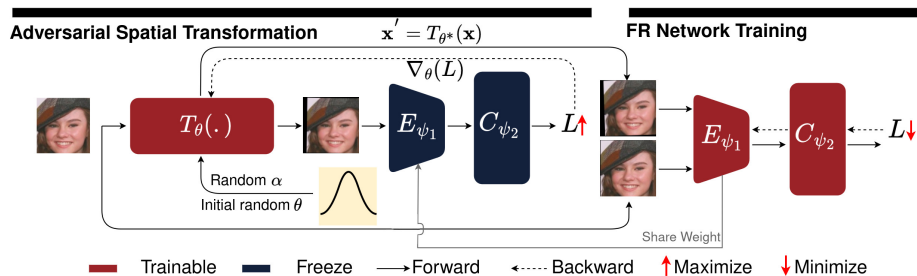 Adversarial Spatial Transformation
FR Network Training
x′ = T_θ*(x)
∇_θ(L)
T_θ(.)
E_ψ₁
C_ψ₂
L↑
E_ψ₁
C_ψ₂
L↓
Random α
Initial random θ
Share Weight
Trainable Freeze Forward Backward Maximize Minimize